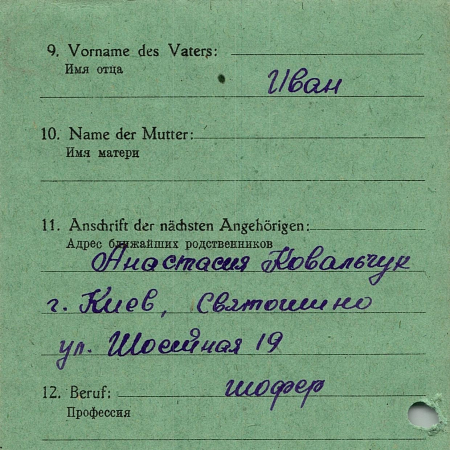 9. Vorname des Vaters:
Имя отца
Иван
10. Name der Mutter:
Имя матери
11. Anschrift der nächsten Angehörigen:
Адрес ближайших родственников
Анастасия Ковальчук
г. Киев, Святошино
ул. Шосейная 19
12. Beruf: шофер
Профессия